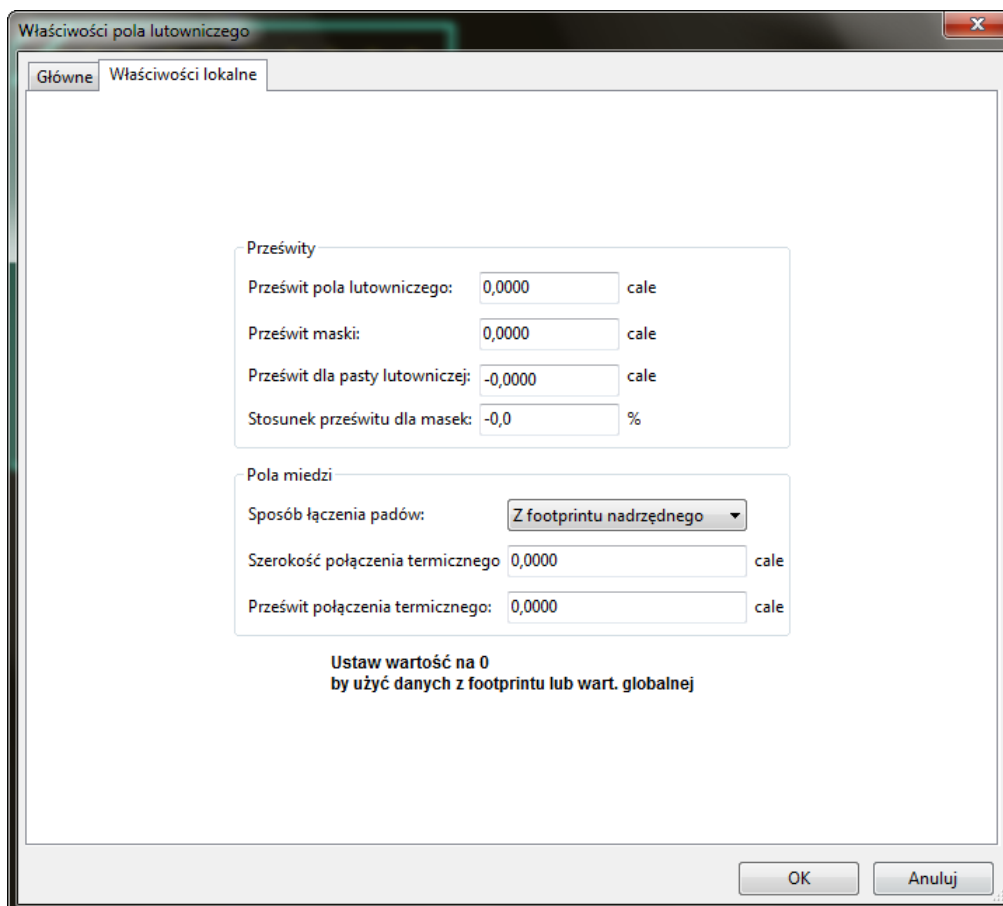 Właściwości pola lutowniczego
Główne Właściwości lokalne
Prześwity
Prześwit pola lutowniczego: 0,0000 cale
Prześwit maski: 0,0000 cale
Prześwit dla pasty lutowniczej: -0,0000 cale
Stosunek prześwitu dla masek: -0,0 %
Pola miedzi
Sposób łączenia padów: Z footprintu nadrzędnego
Szerokość połączenia termicznego 0,0000 cale
Prześwit połączenia termicznego: 0,0000 cale
Ustaw wartość na 0
by użyć danych z footprintu lub wart. globalnej
OK Anuluj